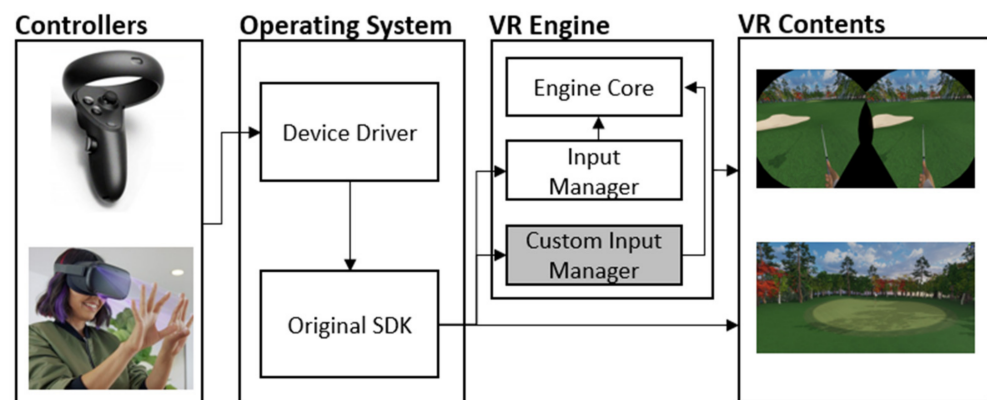 Controllers
Operating System
VR Engine
VR Contents
Device Driver
Original SDK
Engine Core
Input
Manager
Custom Input
Manager